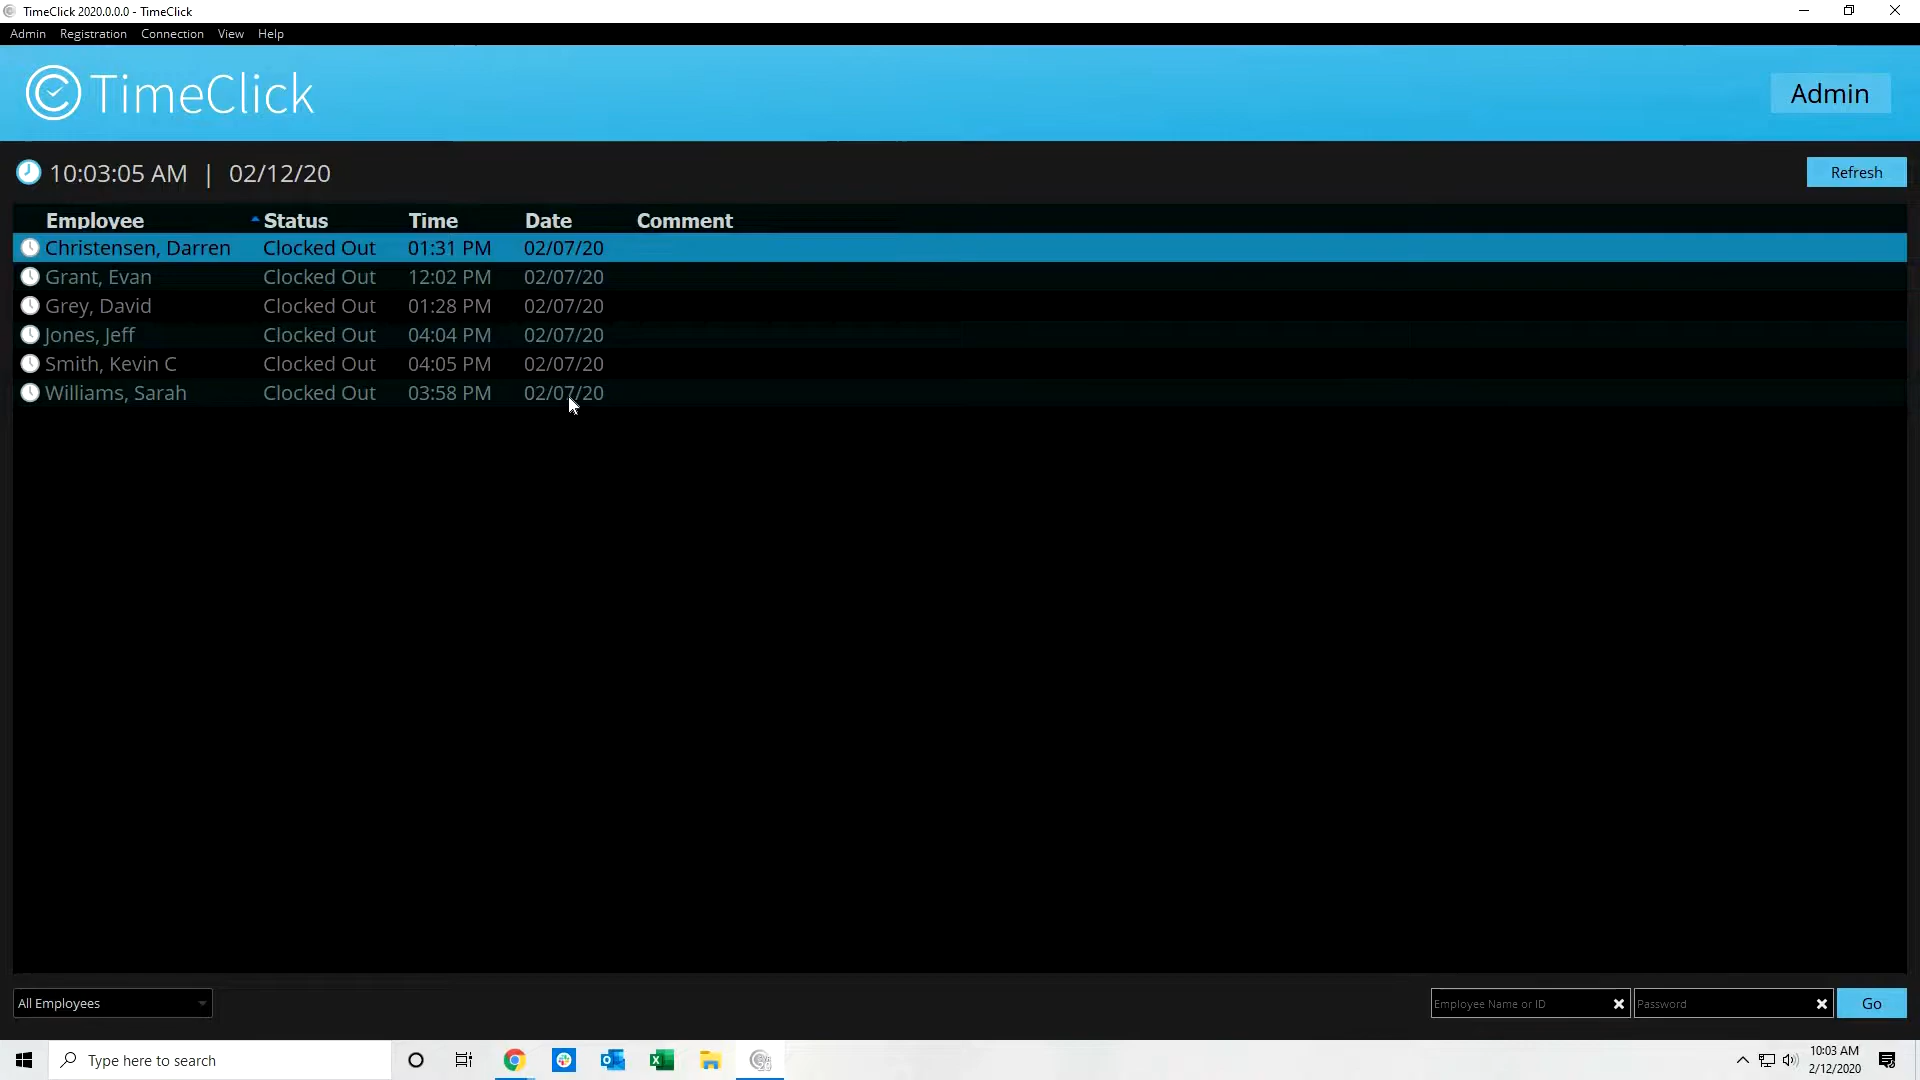 TimeClick 2020.0.0.0 - TimeClick
Admin Registration Connection View Help
TimeClick
Admin
10:03:05 AM | 02/12/20
Refresh
Employee Status Time Date Comment
Christensen, Darren Clocked Out 01:31 PM 02/07/20
Grant, Evan Clocked Out 12:02 PM 02/07/20
Grey, David Clocked Out 01:28 PM 02/07/20
Jones, Jeff Clocked Out 04:04 PM 02/07/20
Smith, Kevin C Clocked Out 04:05 PM 02/07/20
Williams, Sarah Clocked Out 03:58 PM 02/07/20
All Employees Employee Name or ID Password Go
Type here to search
10:03 AM
2/12/2020